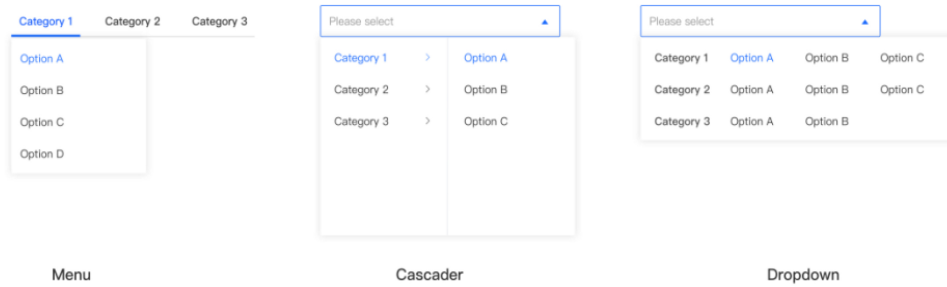 Category 1 Category 2 Category 3
Option A
Option B
Option C
Option D
Menu
Please select
Category 1 > Option A
Category 2 > Option B
Category 3 > Option C
Cascader
Please select
Category 1 Option A Option B Option C
Category 2 Option A Option B Option C
Category 3 Option A Option B
Dropdown